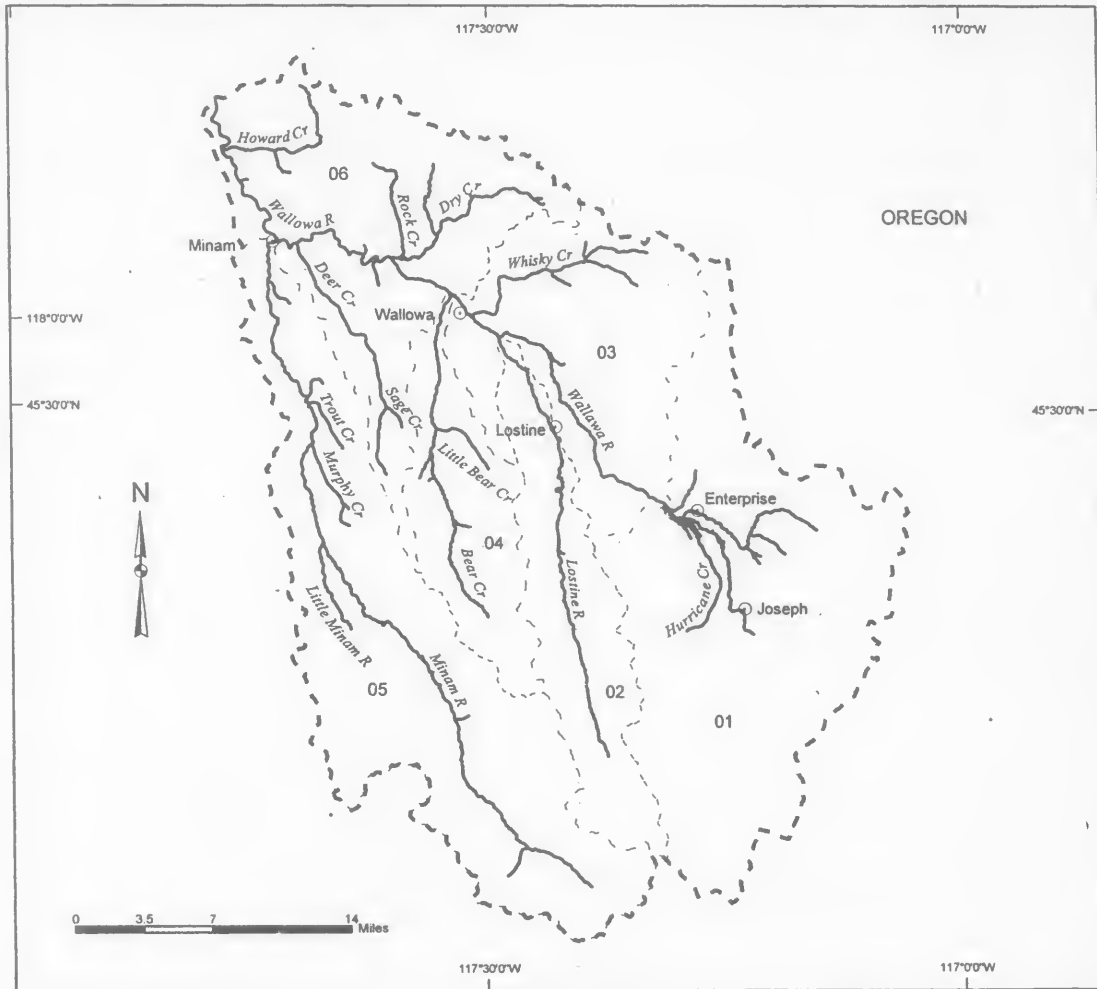 117°30'0"W
117°0'0"W
Howard Cr
06
Rock Cr
Dry Cr
OREGON
Wallowa R
Minam
Deer Cr
Whisky Cr
Wallowa
118°0'0"W
03
45°30'0"N
45°30'0"N
Sage Cr
Wallawa R
Trout Cr
Lostine
Little Bear Cr
Murphy Cr
N
Enterprise
04
Bear Cr
Lostine R
Hurricane Cr
Joseph
Little Minam R
Minam R
05
02
01
0 3.5 7 14
Miles
117°30'0"W
117°0'0"W